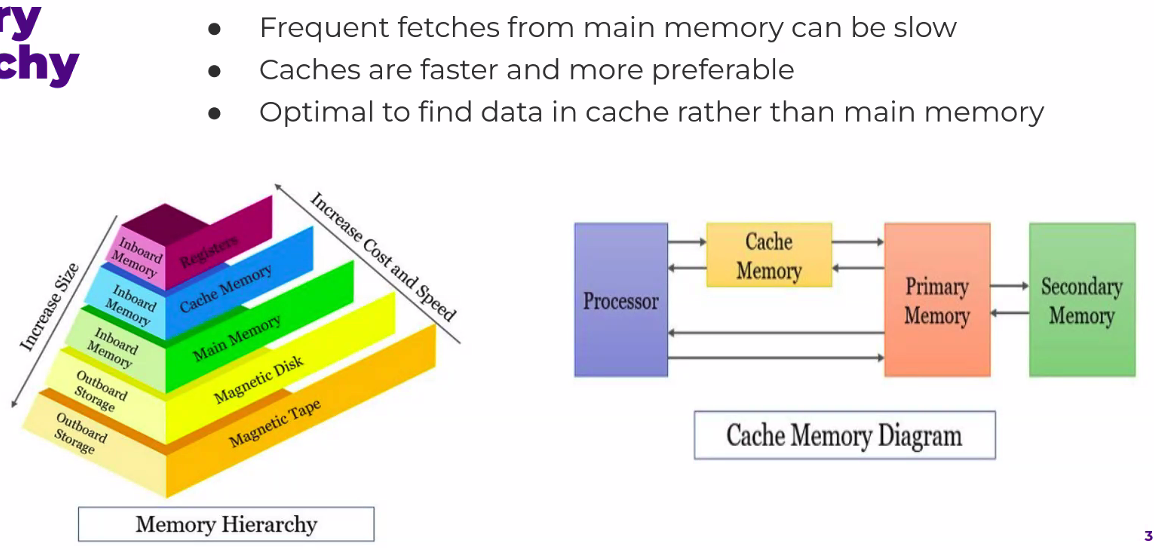 ry
chy
● Frequent fetches from main memory can be slow
● Caches are faster and more preferable
● Optimal to find data in cache rather than main memory
Increase Size
Increase Cost and Speed
Inboard
Memory
Registers
Inboard
Memory
Cache Memory
Inboard
Memory
Main Memory
Outboard
Storage
Magnetic Disk
Outboard
Storage
Magnetic Tape
Memory Hierarchy
Processor
Cache
Memory
Primary
Memory
Secondary
Memory
Cache Memory Diagram
3